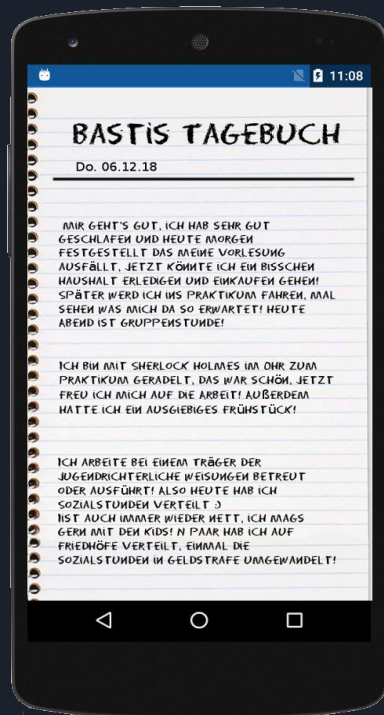 11:08
BASTIS TAGEBUCH
Do. 06.12.18
MIR GEHT'S GUT, ICH HAB SEHR GUT
GESCHLAFEN UND HEUTE MORGEN
FESTGESTELLT DAS MEINE VORLESUNG
AUSFÄLLT, JETZT KÖNNTE ICH EIN BISSCHEN
HAUSHALT ERLEDIGEN UND EINKAUFEN GEHEN!
SPÄTER WERD ICH INS PRAKTIKUM FAHREN, MAL
SEHEN WAS MICH DA SO ERWARTET! HEUTE
ABEND IST GRUPPENSTUNDE!
ICH BIN MIT SHERLOCK HOLMES IM OHR ZUM
PRAKTIKUM GERADELT, DAS WAR SCHÖN, JETZT
FREU ICH MICH AUF DIE ARBEIT! AUßERDEM
HATTE ICH EIN AUSGIEBIGES FRÜHSTÜCK!
ICH ARBEITE BEI EINEM TRÄGER DER
JUGENDRICHTERLICHE WEISUNGEN BETREUT
ODER AUSFÜHRT! ALSO HEUTE HAB ICH
SOZIALSTUNDEN VERTEILT :)
IIST AUCH IMMER WIEDER NETT, ICH MAGS
GERN MIT DEN KIDS! N PAAR HAB ICH AUF
FRIEDHÖFE VERTEILT, EINMAL DIE
SOZIALSTUNDEN IN GELDSTRAFE UMGEWANDELT!